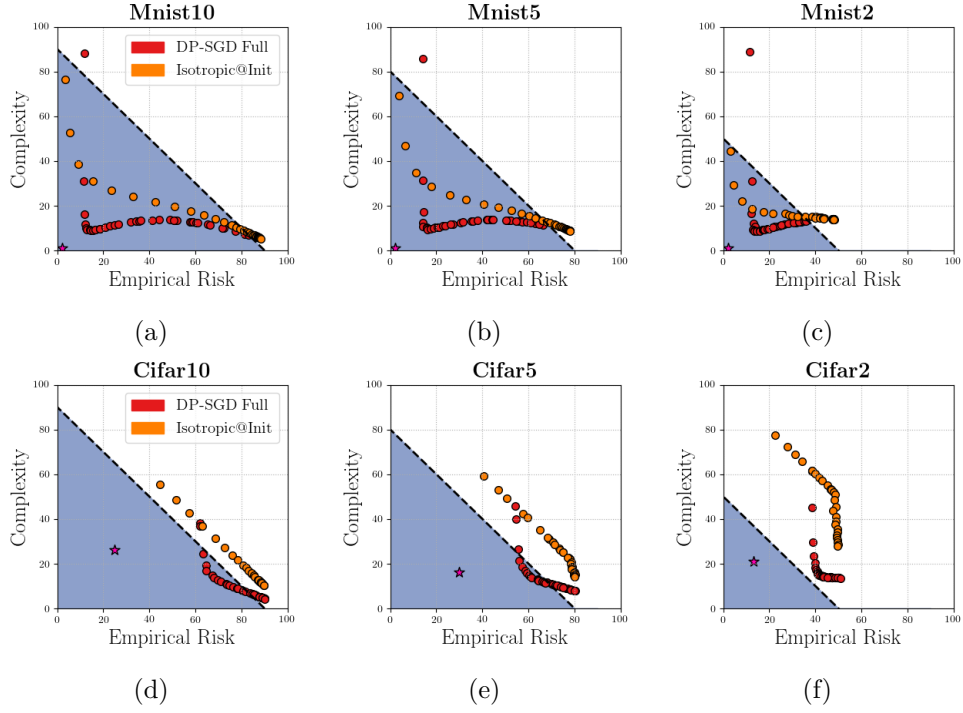 Mnist10
Mnist5
Mnist2
100
80
60
40
20
0
Complexity
DP-SGD Full
Isotropic@Init
0
20
40
60
80
100
Empirical Risk
(a)
100
80
60
40
20
0
Complexity
0
20
40
60
80
100
Empirical Risk
(b)
100
80
60
40
20
0
Complexity
0
20
40
60
80
100
Empirical Risk
(c)
Cifar10
Cifar5
Cifar2
100
80
60
40
20
0
Complexity
DP-SGD Full
Isotropic@Init
0
20
40
60
80
100
Empirical Risk
(d)
100
80
60
40
20
0
Complexity
0
20
40
60
80
100
Empirical Risk
(e)
100
80
60
40
20
0
Complexity
0
20
40
60
80
100
Empirical Risk
(f)